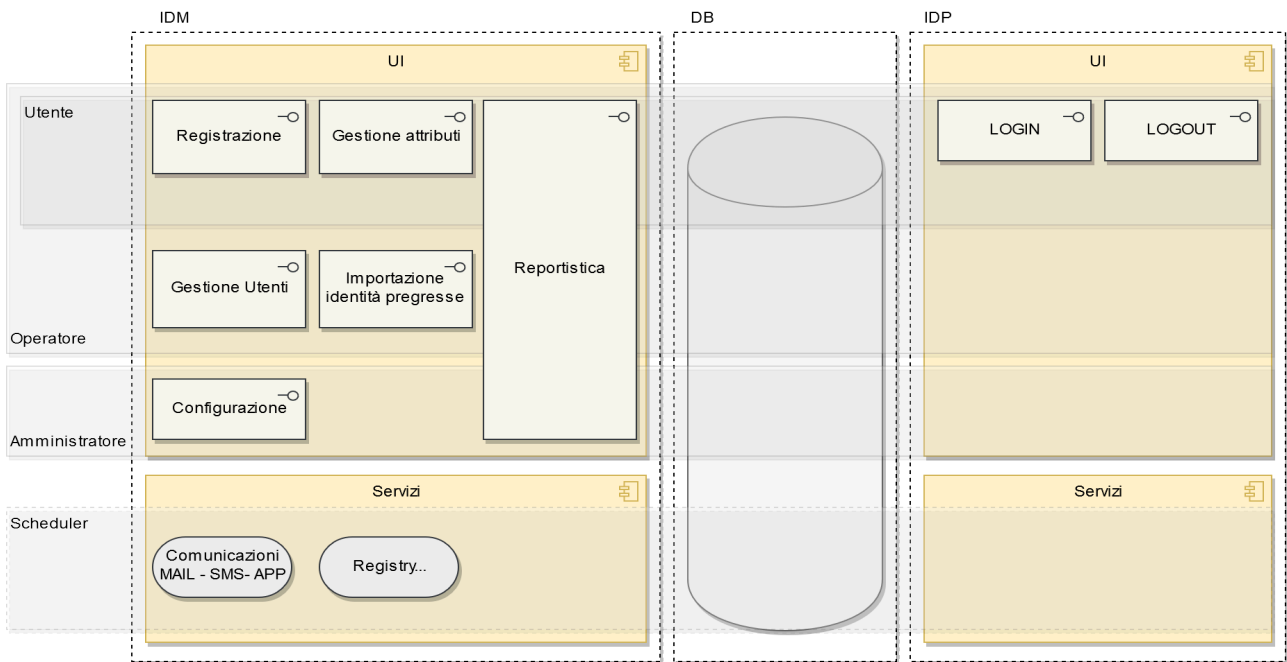 IDM
DB
IDP
UI
UI
Utente
Registrazione
Gestione attributi
LOGIN
LOGOUT
Gestione Utenti
Importazione
identità pregresse
Reportistica
Operatore
Configurazione
Amministratore
Servizi
Servizi
Scheduler
Comunicazioni
MAIL - SMS- APP
Registry...